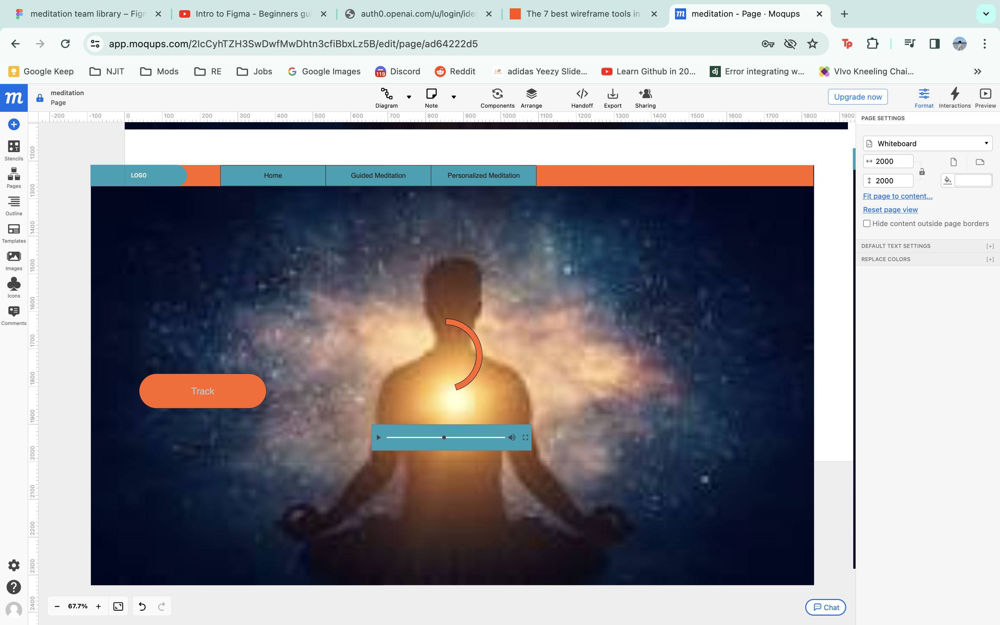 meditation team library – Fign
Intro to Figma - Beginners gui
auth0.openai.com/u/login/iden
The 7 best wireframe tools in
m meditation - Page · Moqups
app.moqups.com/2IcCyhTZH3SwDwfMwDhtn3cfiBbxLz5B/edit/page/ad64222d5
Tp
Google Keep
NJIT
Mods
RE
Jobs
Google Images
119 Discord
Reddit
adidas Yeezy Slide...
Learn Github in 20...
dj Error integrating w...
VIvo Kneeling Chai...
m
meditation
Page
Diagram
Note
Components
Arrange
Handoff
Export
Sharing
Upgrade now
Format
Interactions
Preview
-200 -100 0 100 200 300 400 500 600 700 800 900 1000 1100 1200 1300 1400 1500 1600 1700 1800 1900
1200
1300
1400
1500
1600
1700
1800
1900
2000
2100
2200
2300
2400
Stencils
Pages
Outline
Templates
Images
Icons
Comments
LOGO
Home
Guided Meditation
Personalized Meditation
Track
PAGE SETTINGS
Whiteboard
2000
2000
Fit page to content...
Reset page view
Hide content outside page borders
DEFAULT TEXT SETTINGS [+]
REPLACE COLORS [+]
− 67.7% +
Chat